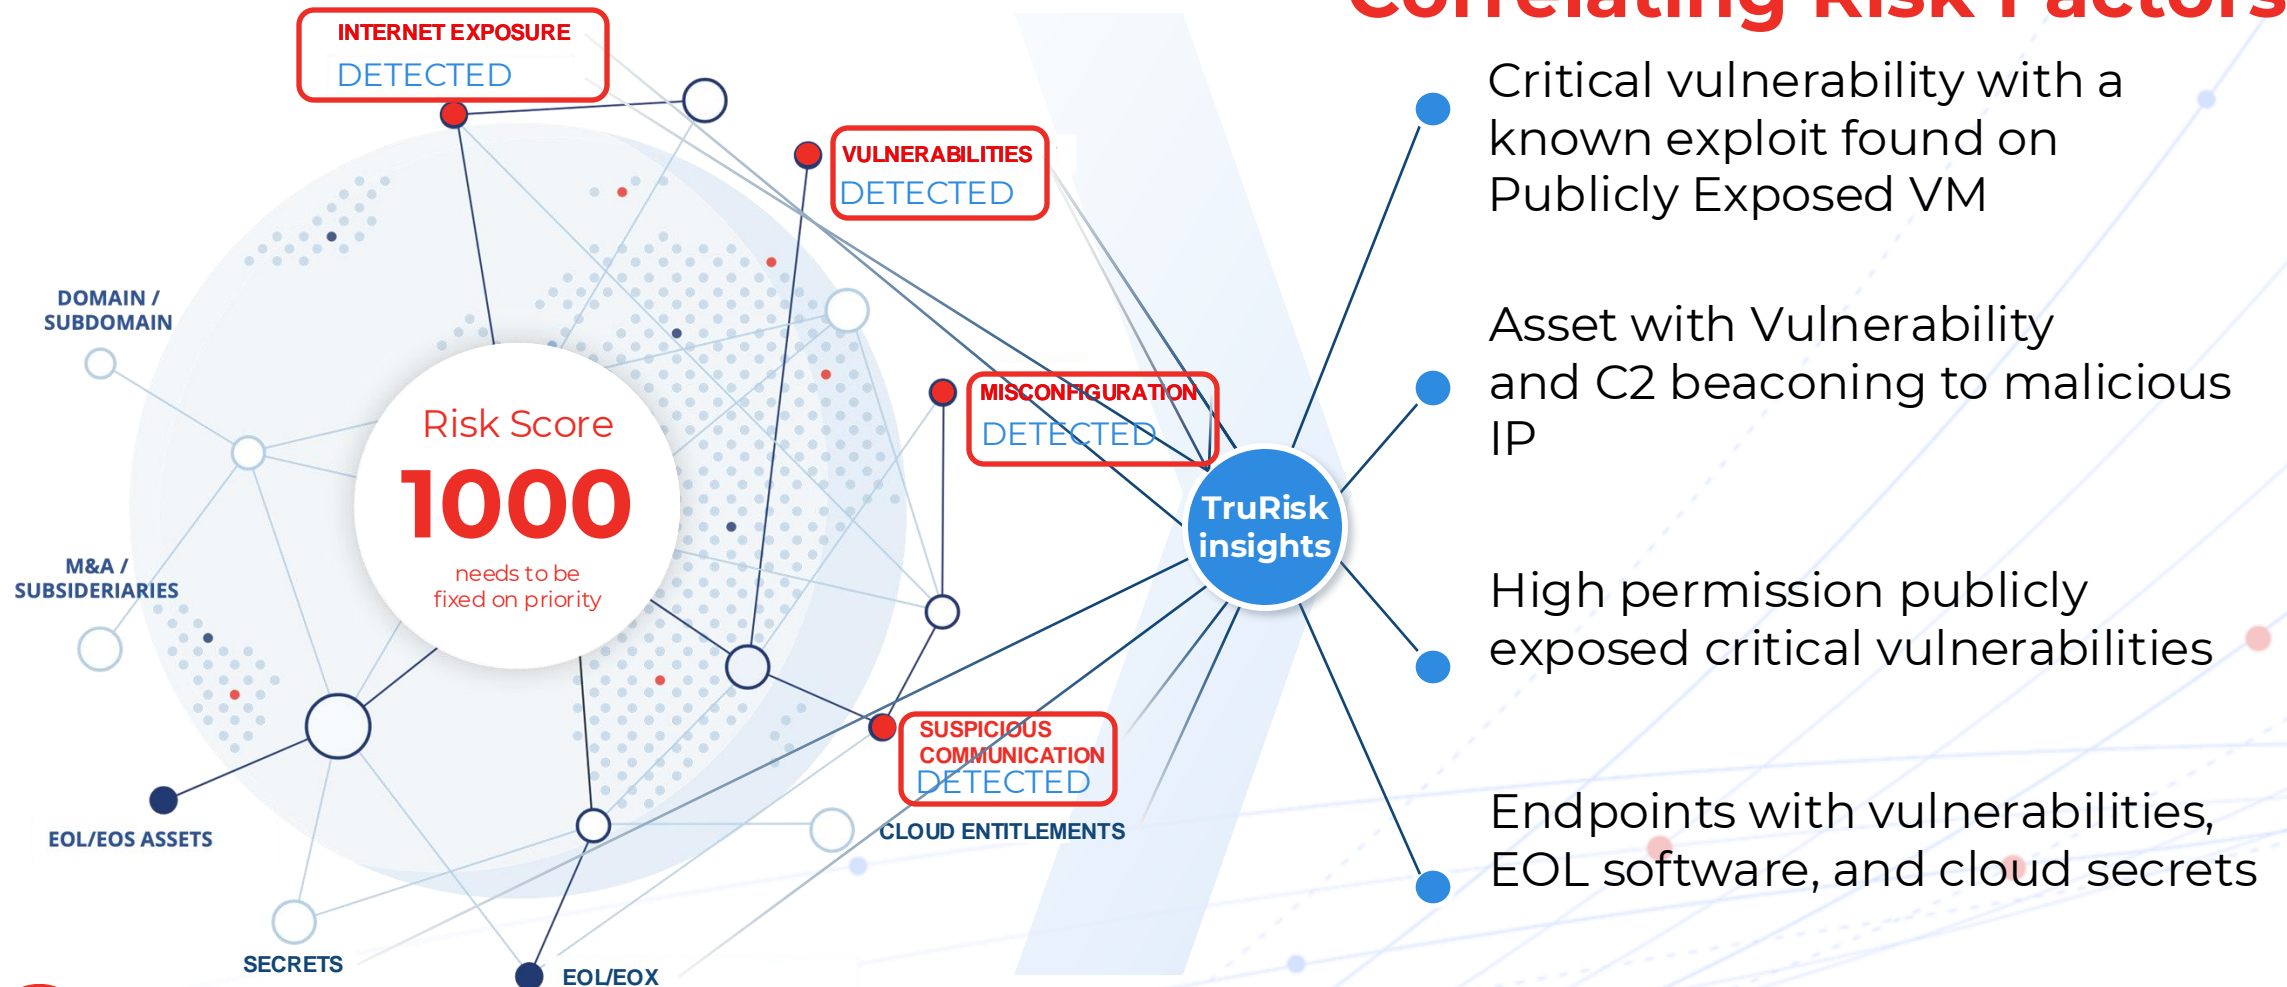 Correlating Risk Factors
INTERNET EXPOSURE
DETECTED
VULNERABILITIES
DETECTED
DOMAIN /
SUBDOMAIN
MISCONFIGURATION
DETECTED
Risk Score
1000
needs to be
fixed on priority
M&A /
SUBSIDERIARIES
SUSPICIOUS
COMMUNICATION
DETECTED
CLOUD ENTITLEMENTS
EOL/EOS ASSETS
SECRETS
EOL/EOX
TruRisk
insights
Critical vulnerability with a
known exploit found on
Publicly Exposed VM
Asset with Vulnerability
and C2 beaconing to malicious
IP
High permission publicly
exposed critical vulnerabilities
Endpoints with vulnerabilities,
EOL software, and cloud secrets